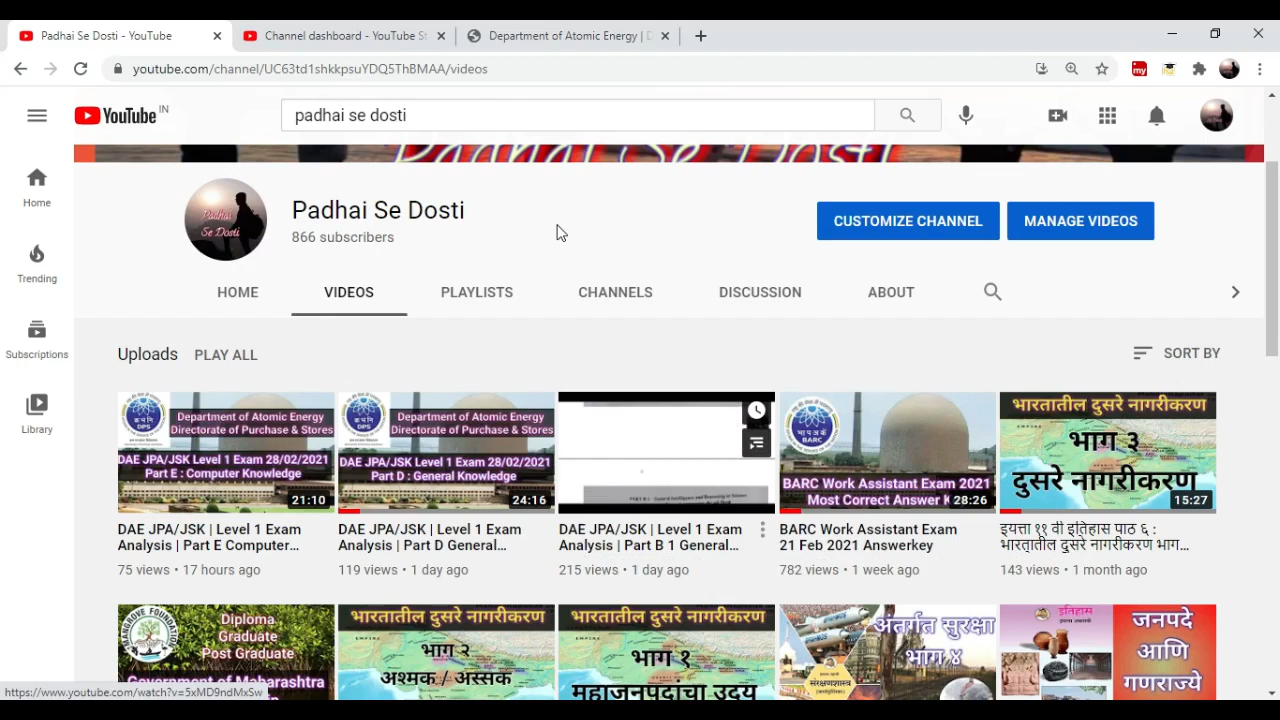 Padhai Se Dosti - YouTube
Channel dashboard - YouTube St
Department of Atomic Energy | D
youtube.com/channel/UC63td1shkkpsuYDQ5ThBMAA/videos
my
YouTube IN
padhai se dosti
Padhai Se Dosti
Home
Trending
Subscriptions
Library
Padhai
Se Dosti
Padhai Se Dosti
866 subscribers
CUSTOMIZE CHANNEL
MANAGE VIDEOS
HOME
VIDEOS
PLAYLISTS
CHANNELS
DISCUSSION
ABOUT
Uploads
PLAY ALL
SORT BY
DPS
Department of Atomic Energy
Directorate of Purchase & Stores
DAE JPA/JSK Level 1 Exam 28/02/2021
Part E : Computer Knowledge
21:10
DAE JPA/JSK | Level 1 Exam
Analysis | Part E Computer...
75 views • 17 hours ago
DPS
Department of Atomic Energy
Directorate of Purchase & Stores
DAE JPA/JSK Level 1 Exam 28/02/2021
Part D : General Knowledge
24:16
DAE JPA/JSK | Level 1 Exam
Analysis | Part D General...
119 views • 1 day ago
DAE JPA/JSK | Level 1 Exam
Analysis | Part B 1 General...
215 views • 1 day ago
BARC
BARC Work Assistant Exam 2021
Most Correct Answer K
28:26
BARC Work Assistant Exam
21 Feb 2021 Answerkey
782 views • 1 week ago
भारतातील दुसरे नागरीकरण
भाग ३
दुसरे नागरीकरण
15:27
इयत्ता ११ वी इतिहास पाठ ६ :
भारतातील दुसरे नागरीकरण भाग...
143 views • 1 month ago
Diploma
Graduate
Post Graduate
Government of Maharashtra
भारतातील दुसरे नागरीकरण
भाग २
अश्मक / अस्सक
भारतातील दुसरे नागरीकरण
भाग १
महाजनपदांचा उदय
अंतर्गत सुरक्षा
भाग ४
इतिहास
जनपदे
आणि
गणराज्ये
https://www.youtube.com/watch?v=5xMD9ndMxSw